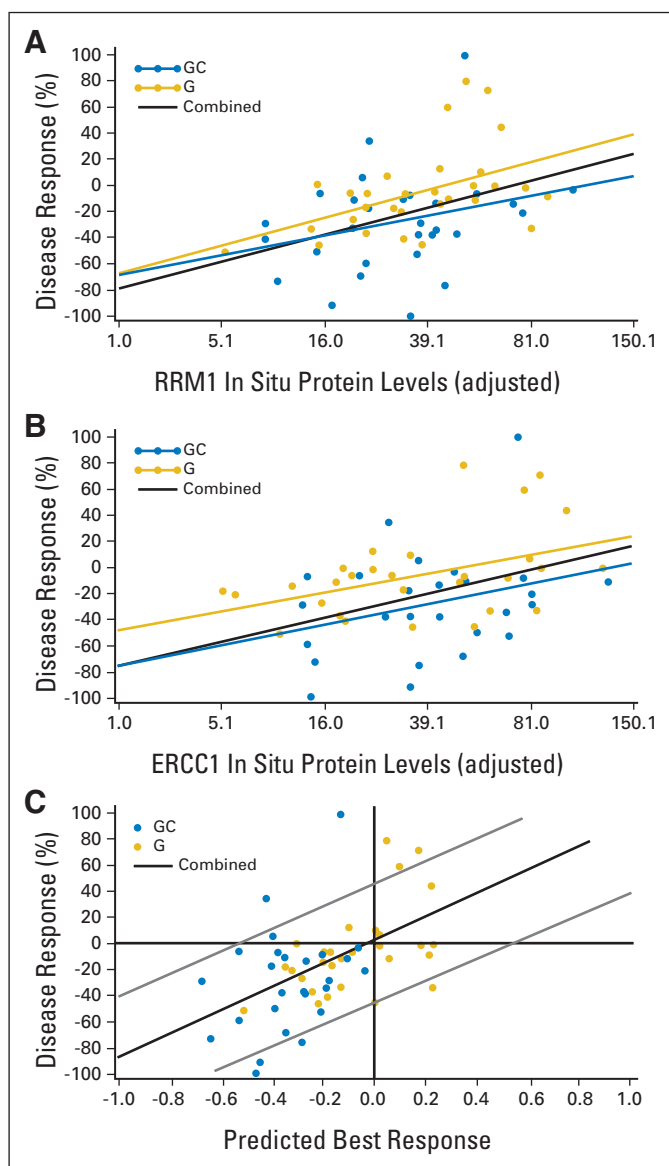 A
GC
G
Combined
Disease Response (%)
100
80
60
40
20
0
-20
-40
-60
-80
-100
1.0 5.1 16.0 39.1 81.0 150.1
RRM1 In Situ Protein Levels (adjusted)
B
GC
G
Combined
Disease Response (%)
100
80
60
40
20
0
-20
-40
-60
-80
-100
1.0 5.1 16.0 39.1 81.0 150.1
ERCC1 In Situ Protein Levels (adjusted)
C
GC
G
Combined
Disease Response (%)
100
80
60
40
20
0
-20
-40
-60
-80
-100
-1.0 -0.8 -0.6 -0.4 -0.2 0.0 0.2 0.4 0.6 0.8 1.0
Predicted Best Response